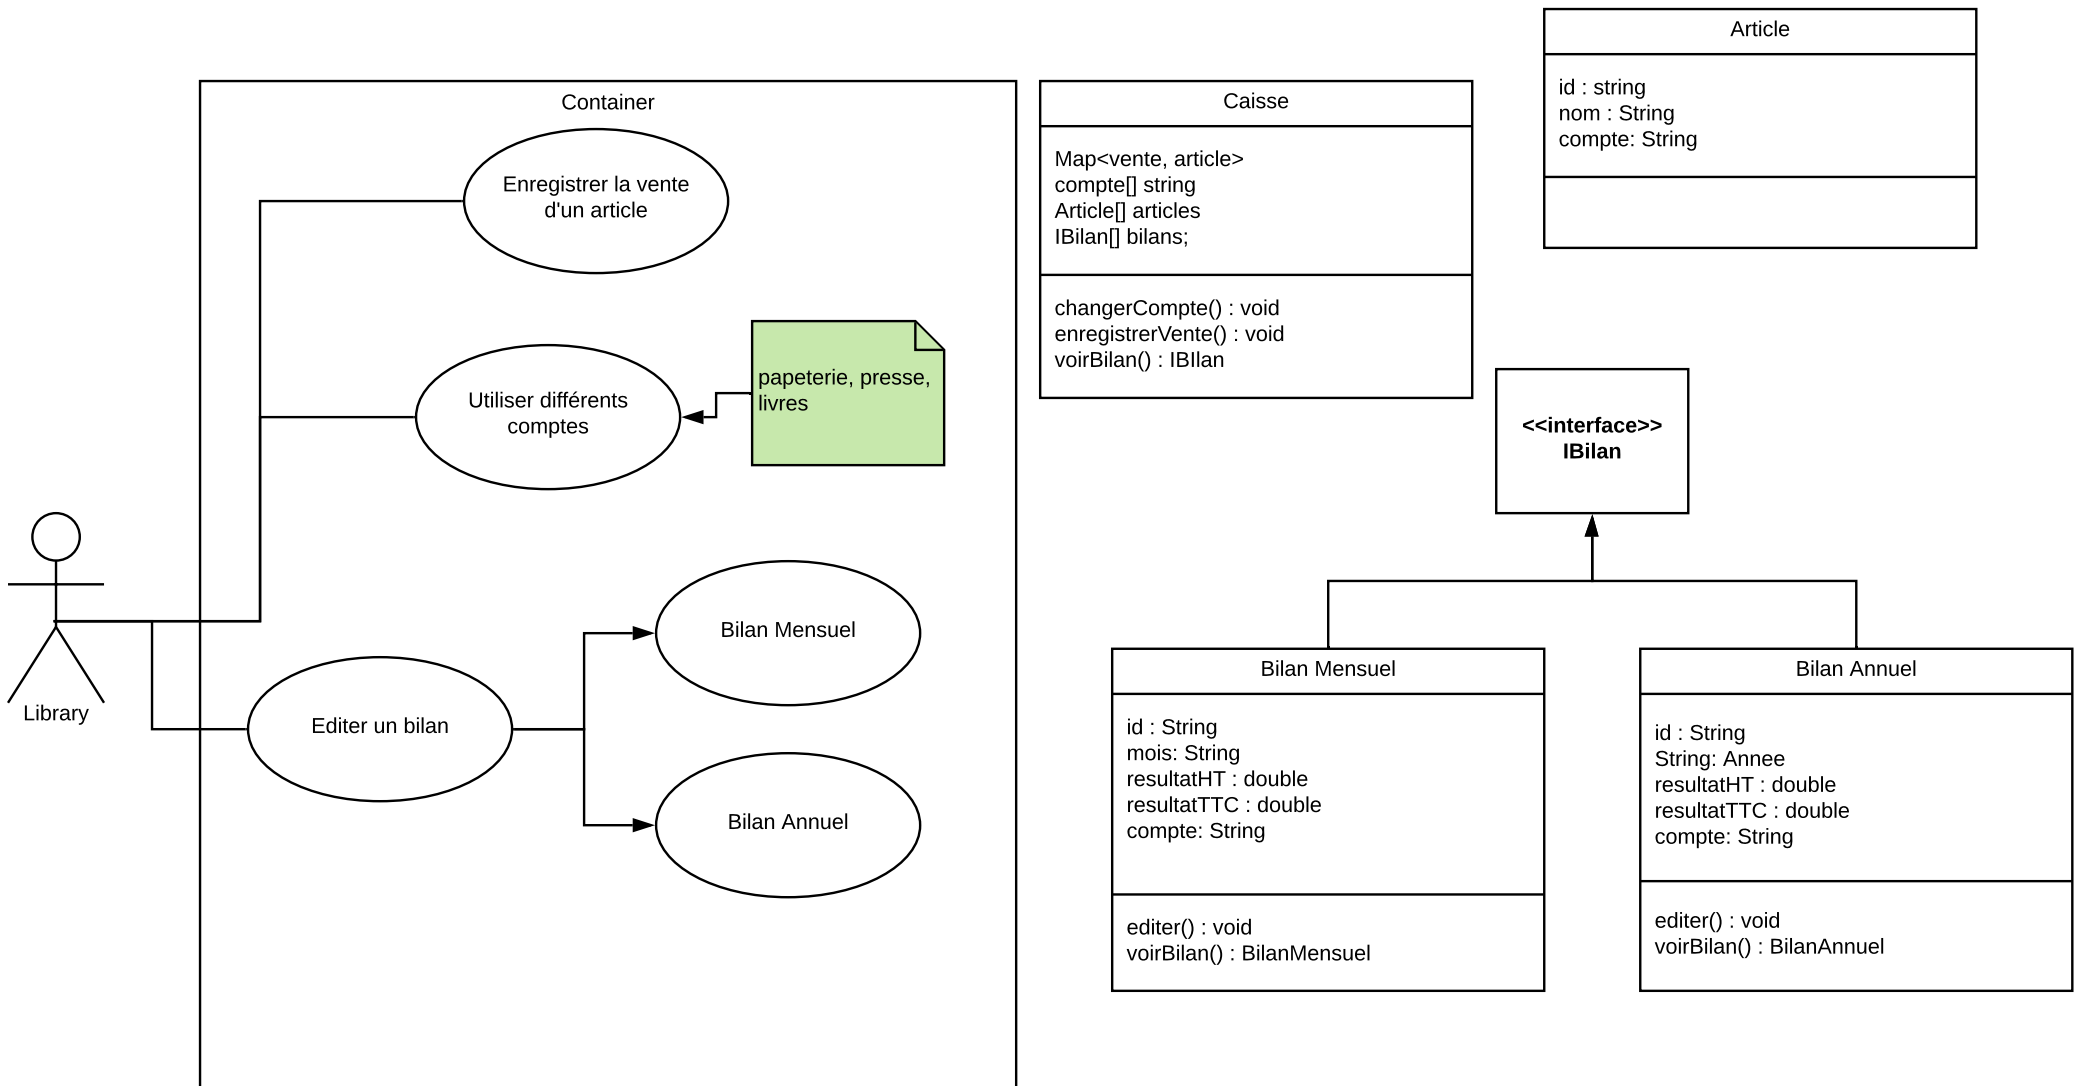 Container
Enregistrer la vente
d'un article
Utiliser différents
comptes
papeterie, presse,
livres
Library
Editer un bilan
Bilan Mensuel
Bilan Annuel
Caisse
Map<vente, article>
compte[] string
Article[] articles
IBilan[] bilans;
changerCompte() : void
enregistrerVente() : void
voirBilan() : IBIlan
Article
id : string
nom : String
compte: String
<<interface>>
IBilan
Bilan Mensuel
id : String
mois: String
resultatHT : double
resultatTTC : double
compte: String
editer() : void
voirBilan() : BilanMensuel
Bilan Annuel
id : String
String: Annee
resultatHT : double
resultatTTC : double
compte: String
editer() : void
voirBilan() : BilanAnnuel